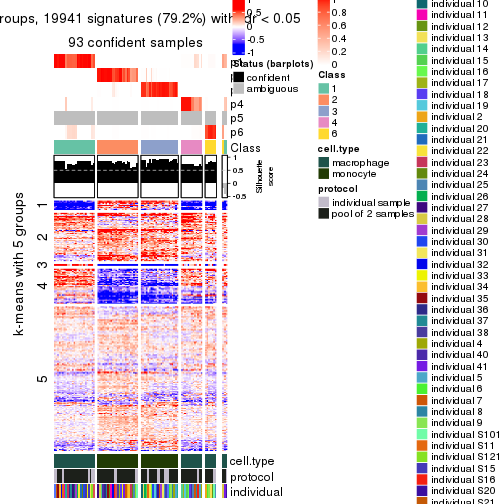 roups, 19941 signatures (79.2%) with fdr < 0.05
93 confident samples
p4
p5
p6
Class
1
0.5
0
-0.5
Silhouette
score
k-means with 5 groups
1
2
3
4
5
cell.type
protocol
individual
0.5
0
-0.5
-1
Status (barplots)
confident
ambiguous
1
0.8
0.6
0.4
0.2
0
Class
1
2
3
4
6
cell.type
macrophage
monocyte
protocol
individual sample
pool of 2 samples
individual 10
individual 11
individual 12
individual 13
individual 14
individual 15
individual 16
individual 17
individual 18
individual 19
individual 2
individual 20
individual 21
individual 22
individual 23
individual 24
individual 25
individual 26
individual 27
individual 28
individual 29
individual 30
individual 31
individual 32
individual 33
individual 34
individual 35
individual 36
individual 37
individual 38
individual 4
individual 40
individual 41
individual 5
individual 6
individual 7
individual 8
individual 9
individual S101
individual S11
individual S121
individual S15
individual S16
individual S20
individual S21